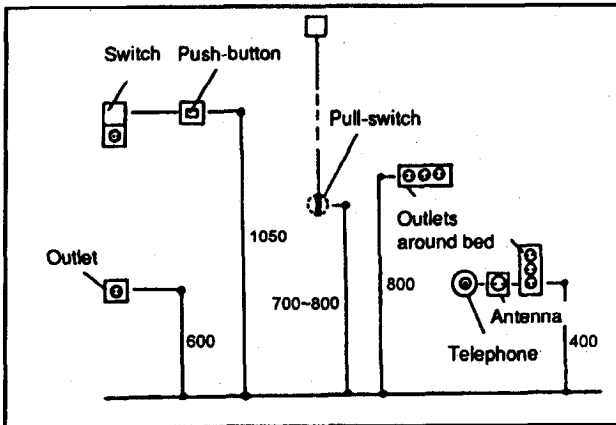 Switch
Push-button
Pull-switch
Outlets
around bed
1050
Outlet
700~800
800
Antenna
600
400
Telephone